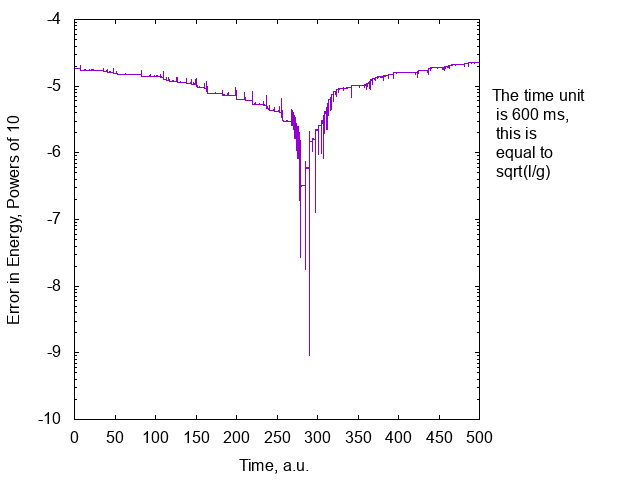 -4
-5
-6
-7
-8
-9
-10
0 50 100 150 200 250 300 350 400 450 500
Error in Energy, Powers of 10
Time, a.u.
The time unit
is 600 ms,
this is
equal to
sqrt(l/g)